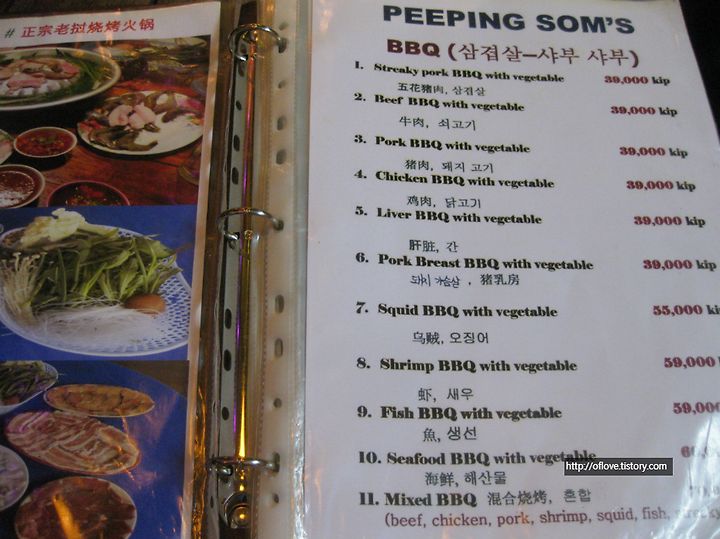 # 正宗老挝烧烤火锅
PEEPING SOM'S
BBQ (삼겹살-샤부 샤부)
1. Streaky pork BBQ with vegetable 39,000 kip
五花猪肉, 삼겹살
2. Beef BBQ with vegetable 39,000 kip
牛肉, 쇠고기
3. Pork BBQ with vegetable 39,000 kip
猪肉, 돼지 고기
4. Chicken BBQ with vegetable 39,000 kip
鸡肉, 닭고기
5. Liver BBQ with vegetable 39,000 kip
肝脏, 간
6. Pork Breast BBQ with vegetable 39,000 kip
돼지 가슴살, 猪乳房
7. Squid BBQ with vegetable 55,000 k
乌贼, 오징어
8. Shrimp BBQ with vegetable 59,000
虾, 새우
9. Fish BBQ with vegetable 59,000
魚, 생선
10. Seafood BBQ with vegetable
海鲜, 해산물
11. Mixed BBQ 混合烧烤, 혼합
(beef, chicken, pork, shrimp, squid, fish, streaky
http://oflove.tistory.com